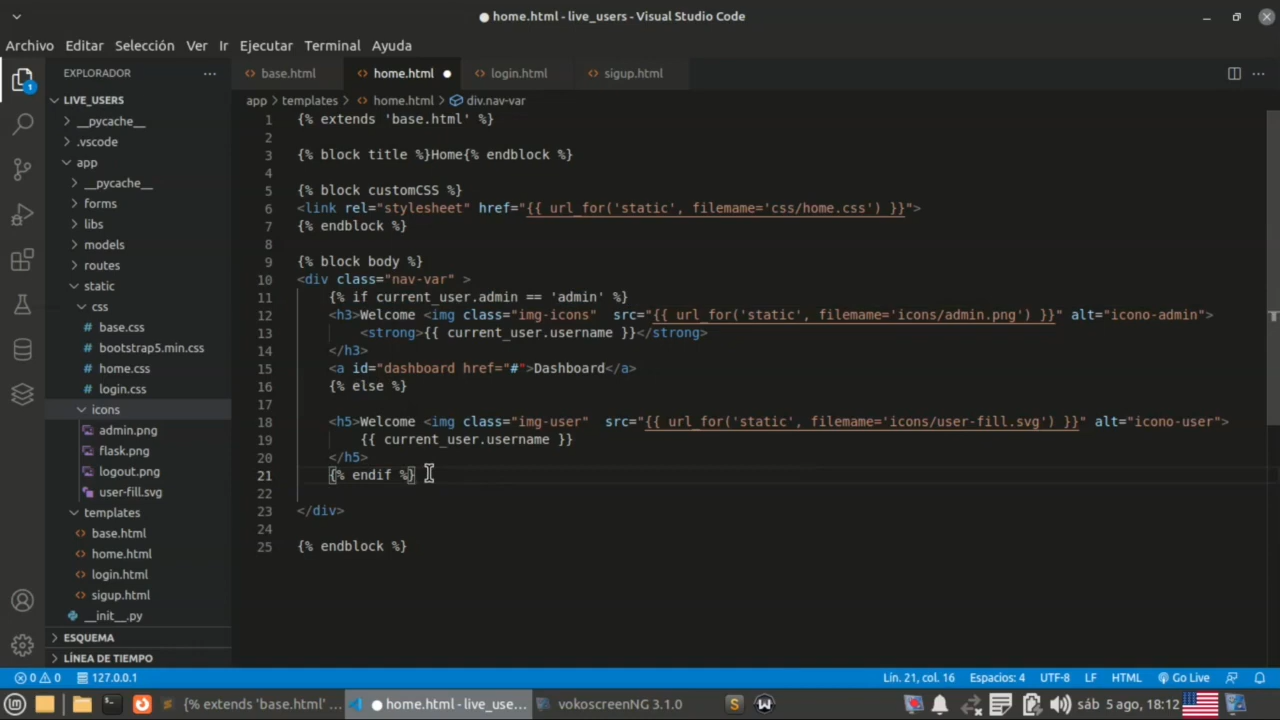 home.html - live_users - Visual Studio Code
Archivo Editar Selección Ver Ir Ejecutar Terminal Ayuda
EXPLORADOR
base.html home.html login.html sigup.html
LIVE_USERS
app > templates > home.html > div.nav-var
__pycache__
.vscode
app
__pycache__
forms
libs
models
routes
static
css
base.css
bootstrap5.min.css
home.css
login.css
icons
admin.png
flask.png
logout.png
user-fill.svg
templates
base.html
home.html
login.html
sigup.html
__init__.py
ESQUEMA
LÍNEA DE TIEMPO
1
1 {% extends 'base.html' %}
2
3 {% block title %}Home{% endblock %}
4
5 {% block customCSS %}
6 <link rel="stylesheet" href="{{ url_for('static', filemame='css/home.css') }}">
7 {% endblock %}
8
9 {% block body %}
10 <div class="nav-var" >
11 {% if current_user.admin == 'admin' %}
12 <h3>Welcome <img class="img-icons" src="{{ url_for('static', filemame='icons/admin.png') }}" alt="icono-admin">
13 <strong>{{ current_user.username }}</strong>
14 </h3>
15 <a id="dashboard href="#">Dashboard</a>
16 {% else %}
17
18 <h5>Welcome <img class="img-user" src="{{ url_for('static', filemame='icons/user-fill.svg') }}" alt="icono-user">
19 {{ current_user.username }}
20 </h5>
21 {% endif %}
22
23 </div>
24
25 {% endblock %}
0 0 127.0.0.1 Lín. 21, col. 16 Espacios: 4 UTF-8 LF HTML Go Live
{% extends 'base.html' ... home.html - live_use... vokoscreenNG 3.1.0 S W sáb 5 ago, 18:12